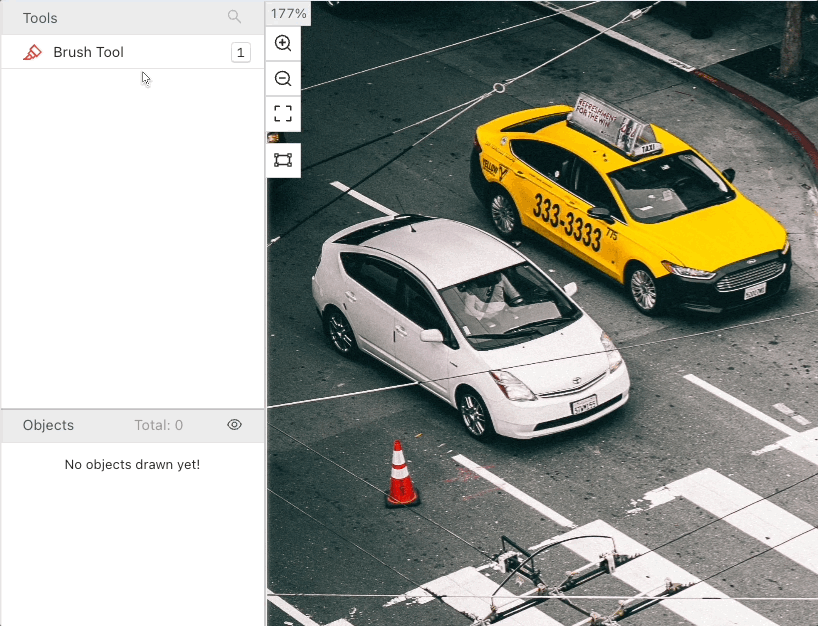 Tools
Brush Tool
1
Objects
Total: 0
No objects drawn yet!
177%
REFRESHMENT
FOR THE WIN
TAXI
YELLOW
333-3333
775